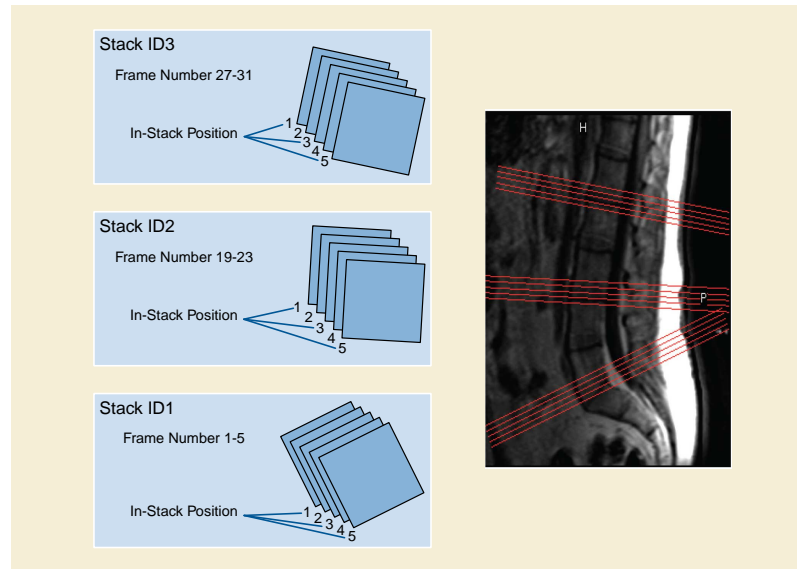 Stack ID3
Frame Number 27-31
In-Stack Position
1
2
3
4
5
Stack ID2
Frame Number 19-23
In-Stack Position
1
2
3
4
5
Stack ID1
Frame Number 1-5
In-Stack Position
1
2
3
4
5
H
P